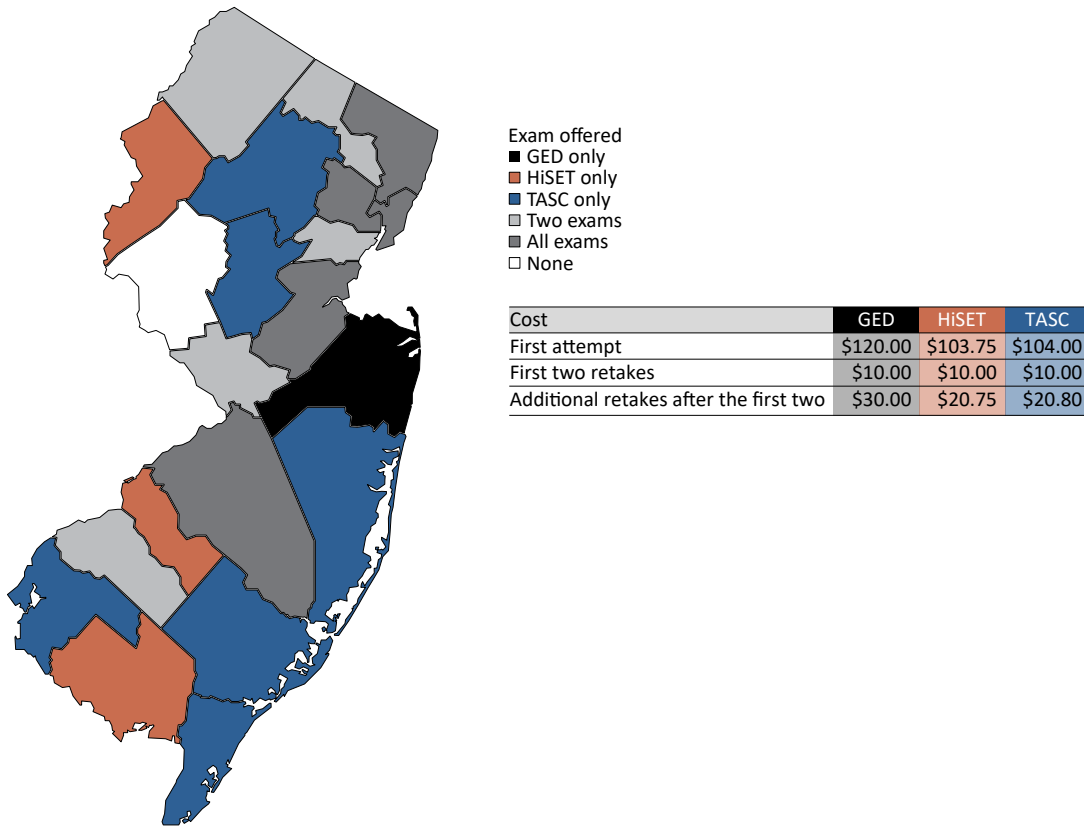 Exam offered
GED only
HiSET only
TASC only
Two exams
All exams
None
Cost GED HiSET TASC
First attempt $120.00 $103.75 $104.00
First two retakes $10.00 $10.00 $10.00
Additional retakes after the first two $30.00 $20.75 $20.80